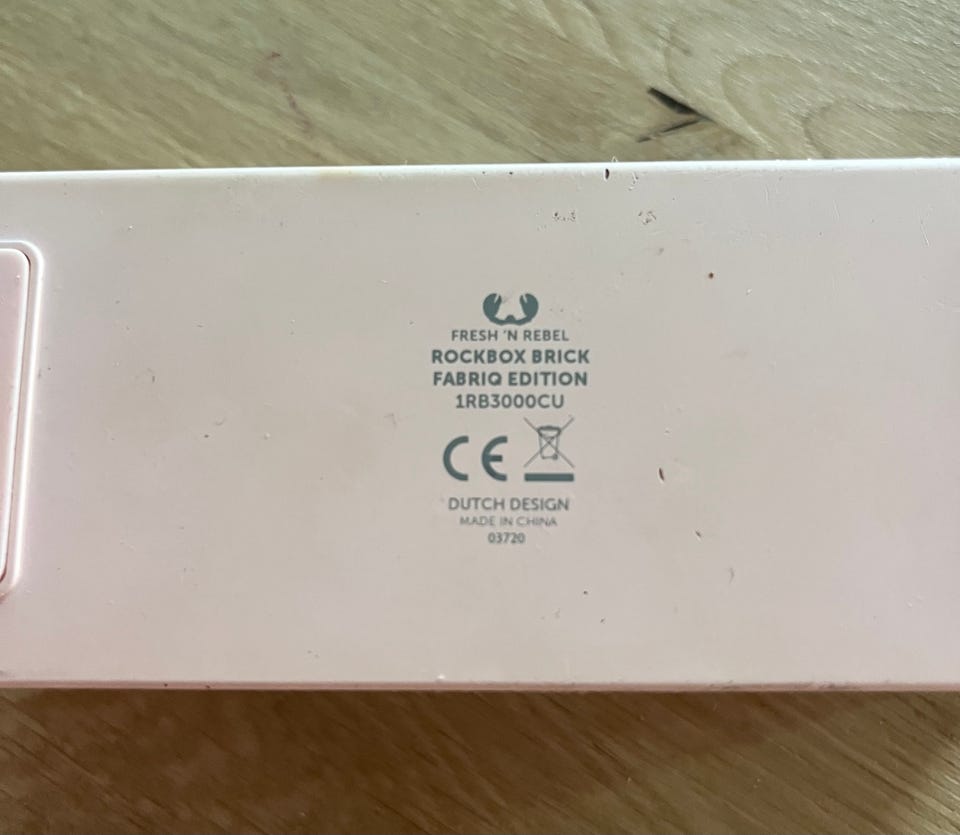 FRESH 'N REBEL
ROCKBOX BRICK
FABRIQ EDITION
1RB3000CU
CE
DUTCH DESIGN
MADE IN CHINA
03720